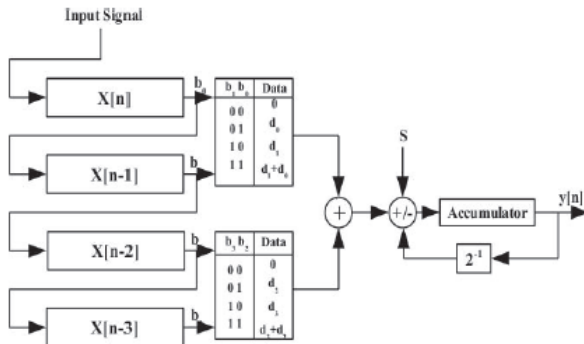 Input Signal
X[n]
b₀
b₁ b₀ Data
0 0 0
0 1 d₀
1 0 d₁
1 1 d₁+d₀
X[n-1]
b
S
+
+/-
Accumulator
y[n]
2⁻¹
X[n-2]
b
b₃ b₂ Data
0 0 0
0 1 d₂
1 0 d₃
1 1
X[n-3]
b